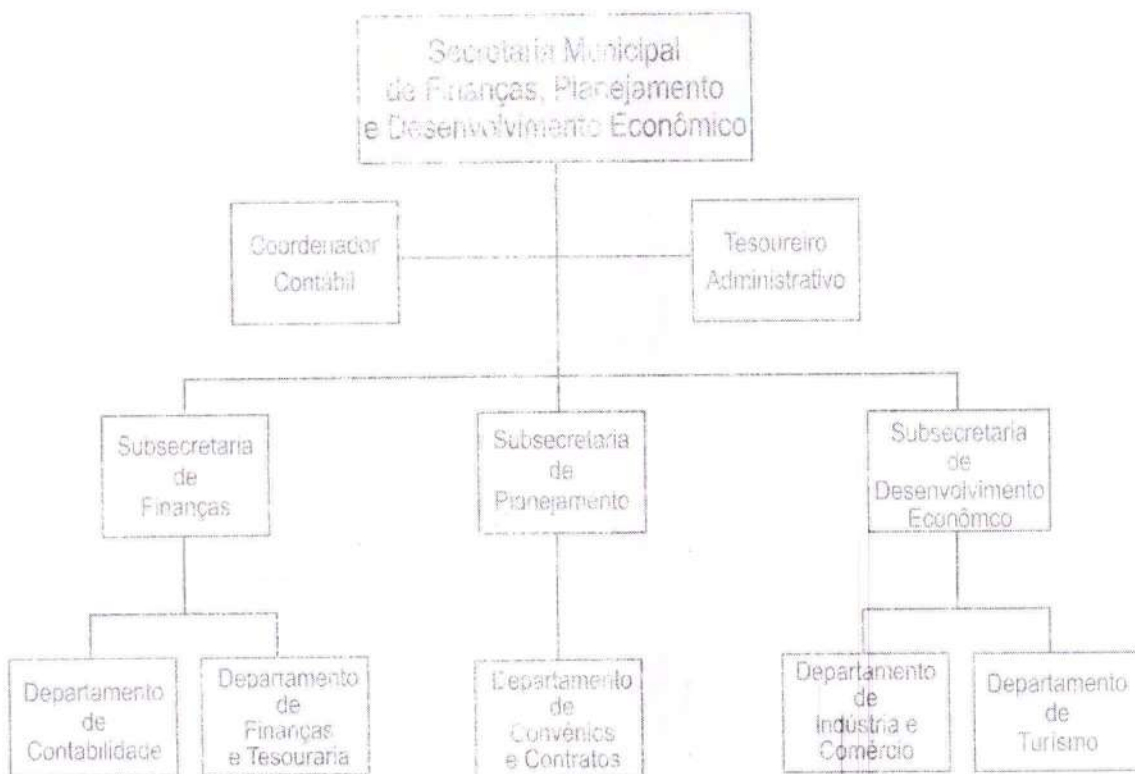 Secretaria Municipal
de Finanças, Planejamento
e Desenvolvimento Econômico
Coordenador
Contábil
Tesoureiro
Administrativo
Subsecretaria
de
Finanças
Subsecretaria
de
Planejamento
Subsecretaria
de
Desenvolvimento
Econômco
Departamento
de
Contabilidade
Departamento
de
Finanças
e Tesouraria
Departamento
de
Convênios
e Contratos
Departamento
de
Indústria e
Comércio
Departamento
de
Turismo